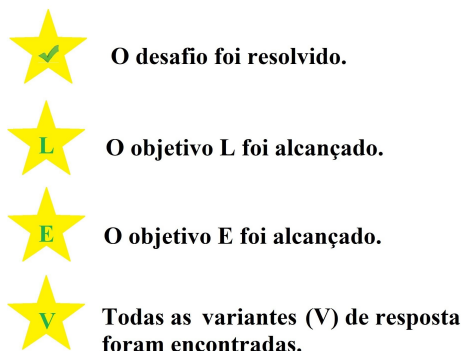 O desafio foi resolvido.
L O objetivo L foi alcançado.
E O objetivo E foi alcançado.
V Todas as variantes (V) de resposta
foram encontradas.